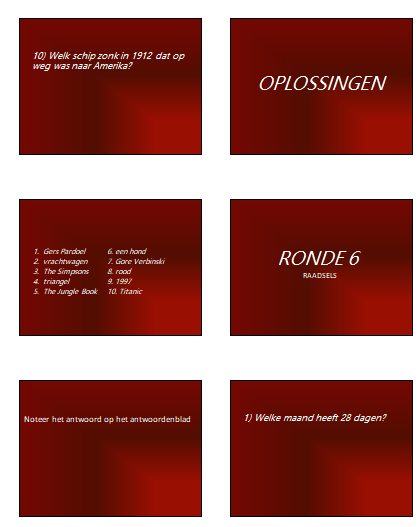 10) Welk schip zonk in 1912 dat op
weg was naar Amerika?
OPLOSSINGEN
1. Gers Pardoel
2. vrachtwagen
3. The Simpsons
4. triangel
5. The Jungle Book
6. een hond
7. Gore Verbinski
8. rood
9. 1997
10. Titanic
RONDE 6
RAADSELS
Noteer het antwoord op het antwoordenblad
1) Welke maand heeft 28 dagen?